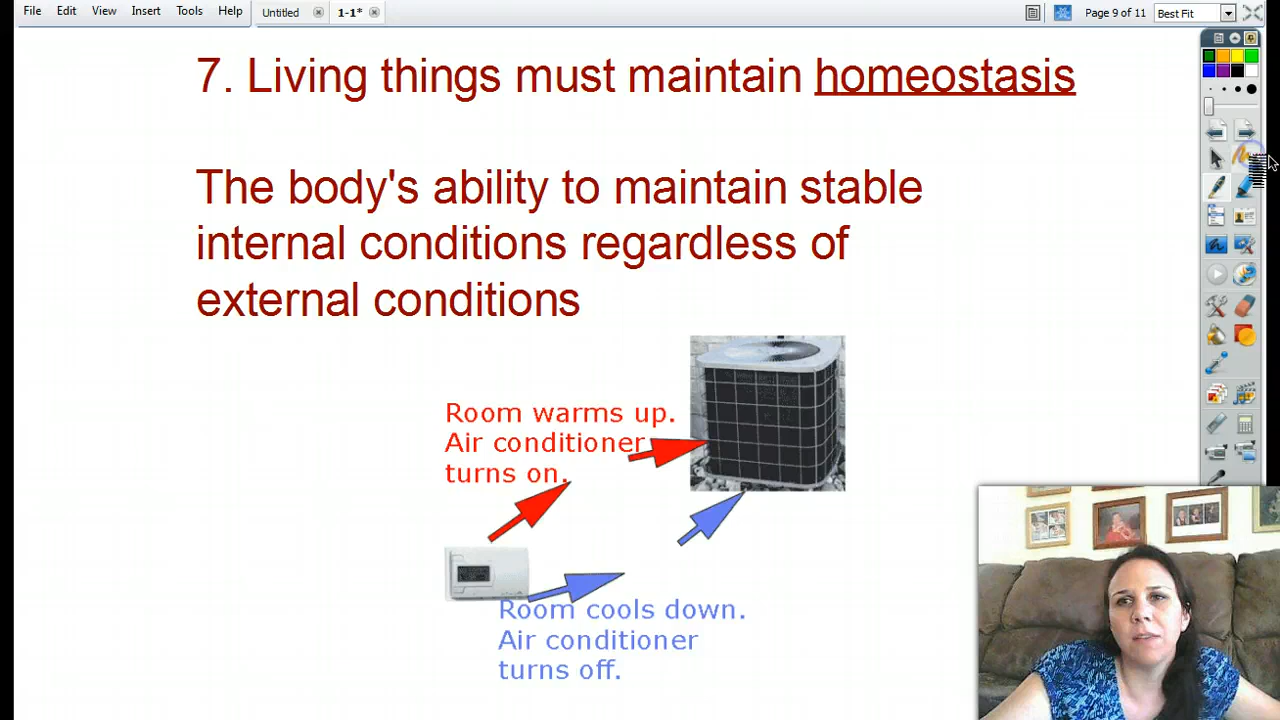 File Edit View Insert Tools Help Untitled 1-1* Page 9 of 11 Best Fit
7. Living things must maintain homeostasis
The body's ability to maintain stable
internal conditions regardless of
external conditions
Room warms up.
Air conditioner
turns on.
Room cools down.
Air conditioner
turns off.